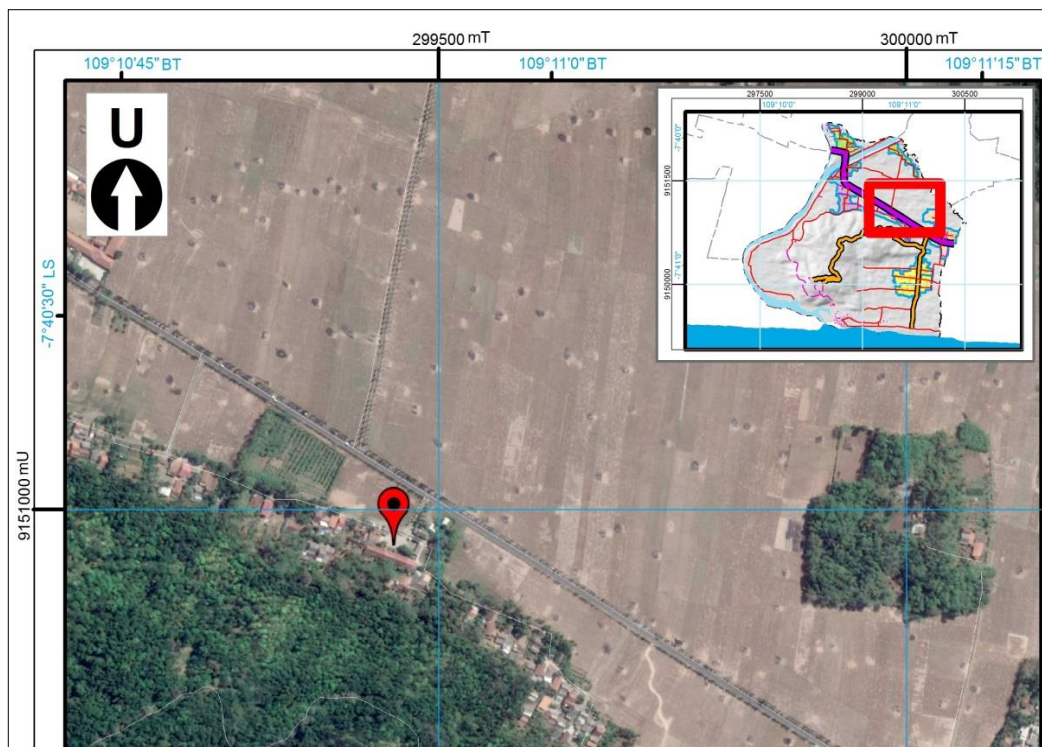 299500 mT
300000 mT
109°10'45" BT
109°11'0" BT
109°11'15" BT
U
297500
299000
300500
109°10'0"
109°11'0"
-7°40'0"
9151500
-7°41'0"
9150000
-7°40'30" LS
9151000 mU